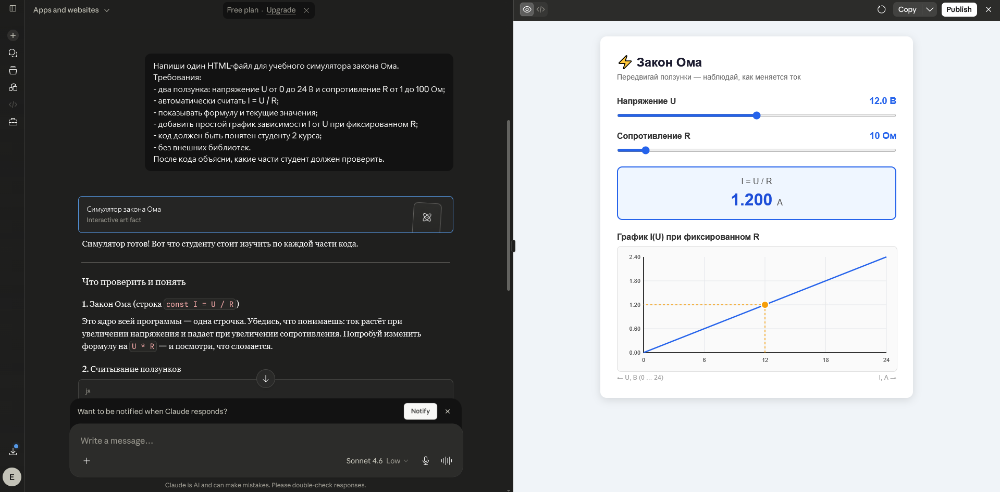 Apps and websites
Free plan · Upgrade
Напиши один HTML-файл для учебного симулятора закона Ома.
Требования:
- два ползунка: напряжение U от 0 до 24 В и сопротивление R от 1 до 100 Ом;
- автоматически считать I = U / R;
- показывать формулу и текущие значения;
- добавить простой график зависимости I от U при фиксированном R;
- код должен быть понятен студенту 2 курса;
- без внешних библиотек.
После кода объясни, какие части студент должен проверить.
Симулятор закона Ома
Interactive artifact
Симулятор готов! Вот что студенту стоит изучить по каждой части кода.
Что проверить и понять
1. Закон Ома (строка const I = U / R)
Это ядро всей программы — одна строчка. Убедись, что понимаешь: ток растёт при
увеличении напряжения и падает при увеличении сопротивления. Попробуй изменить
формулу на U * R — и посмотри, что сломается.
2. Считывание ползунков
js
Want to be notified when Claude responds?
Notify
Write a message...
Sonnet 4.6 Low
Claude is AI and can make mistakes. Please double-check responses.
E
Copy
Publish
Закон Ома
Передвигай ползунки — наблюдай, как меняется ток
Напряжение U
12.0 В
Сопротивление R
10 Ом
I = U / R
1.200 А
График I(U) при фиксированном R
2.40
1.80
1.20
0.60
0.00
0 6 12 18 24
← U, В (0 ... 24)
I, А →